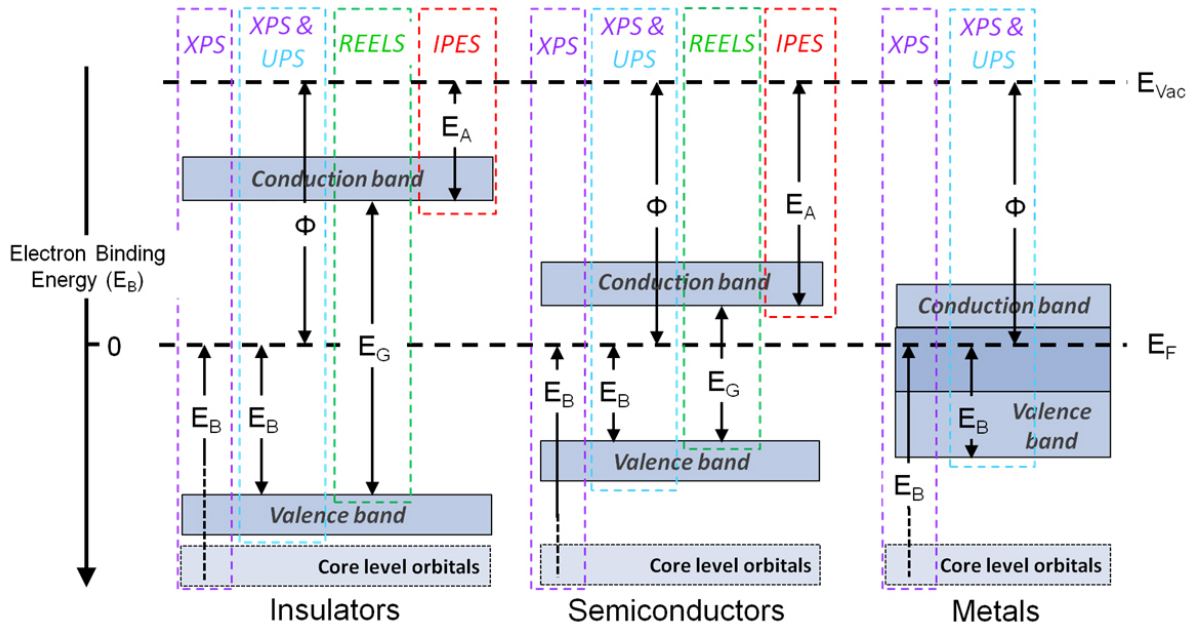 XPS
XPS &
UPS
REELS
IPES
XPS
XPS &
UPS
REELS
IPES
XPS
XPS &
UPS
E_Vac
E_A
Conduction band
Φ
Φ
E_A
Φ
Electron Binding
Energy (E_B)
Conduction band
Conduction band
0
E_G
E_F
E_B
E_B
E_B
E_B
E_G
E_B
Valence
band
Valence band
E_B
Valence band
Core level orbitals
Core level orbitals
Core level orbitals
Insulators
Semiconductors
Metals